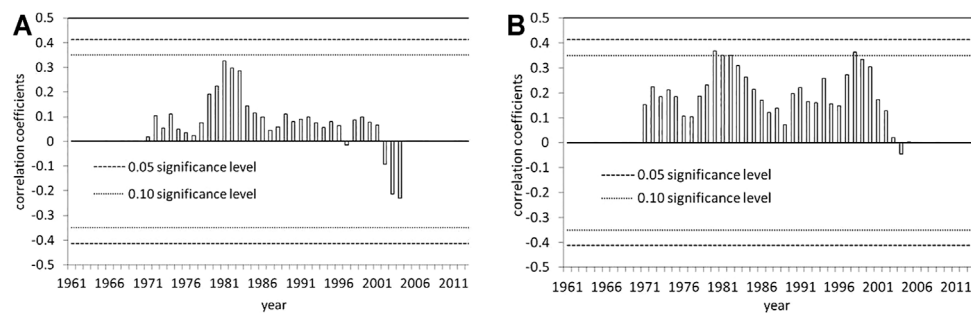 A
0.5
0.4
0.3
0.2
0.1
0
-0.1
-0.2
-0.3
-0.4
-0.5
correlation coefficients
0.05 significance level
0.10 significance level
1961 1966 1971 1976 1981 1986 1991 1996 2001 2006 2011
year
B
0.5
0.4
0.3
0.2
0.1
0
-0.1
-0.2
-0.3
-0.4
-0.5
correlation coefficients
0.05 significance level
0.10 significance level
1961 1966 1971 1976 1981 1986 1991 1996 2001 2006 2011
year